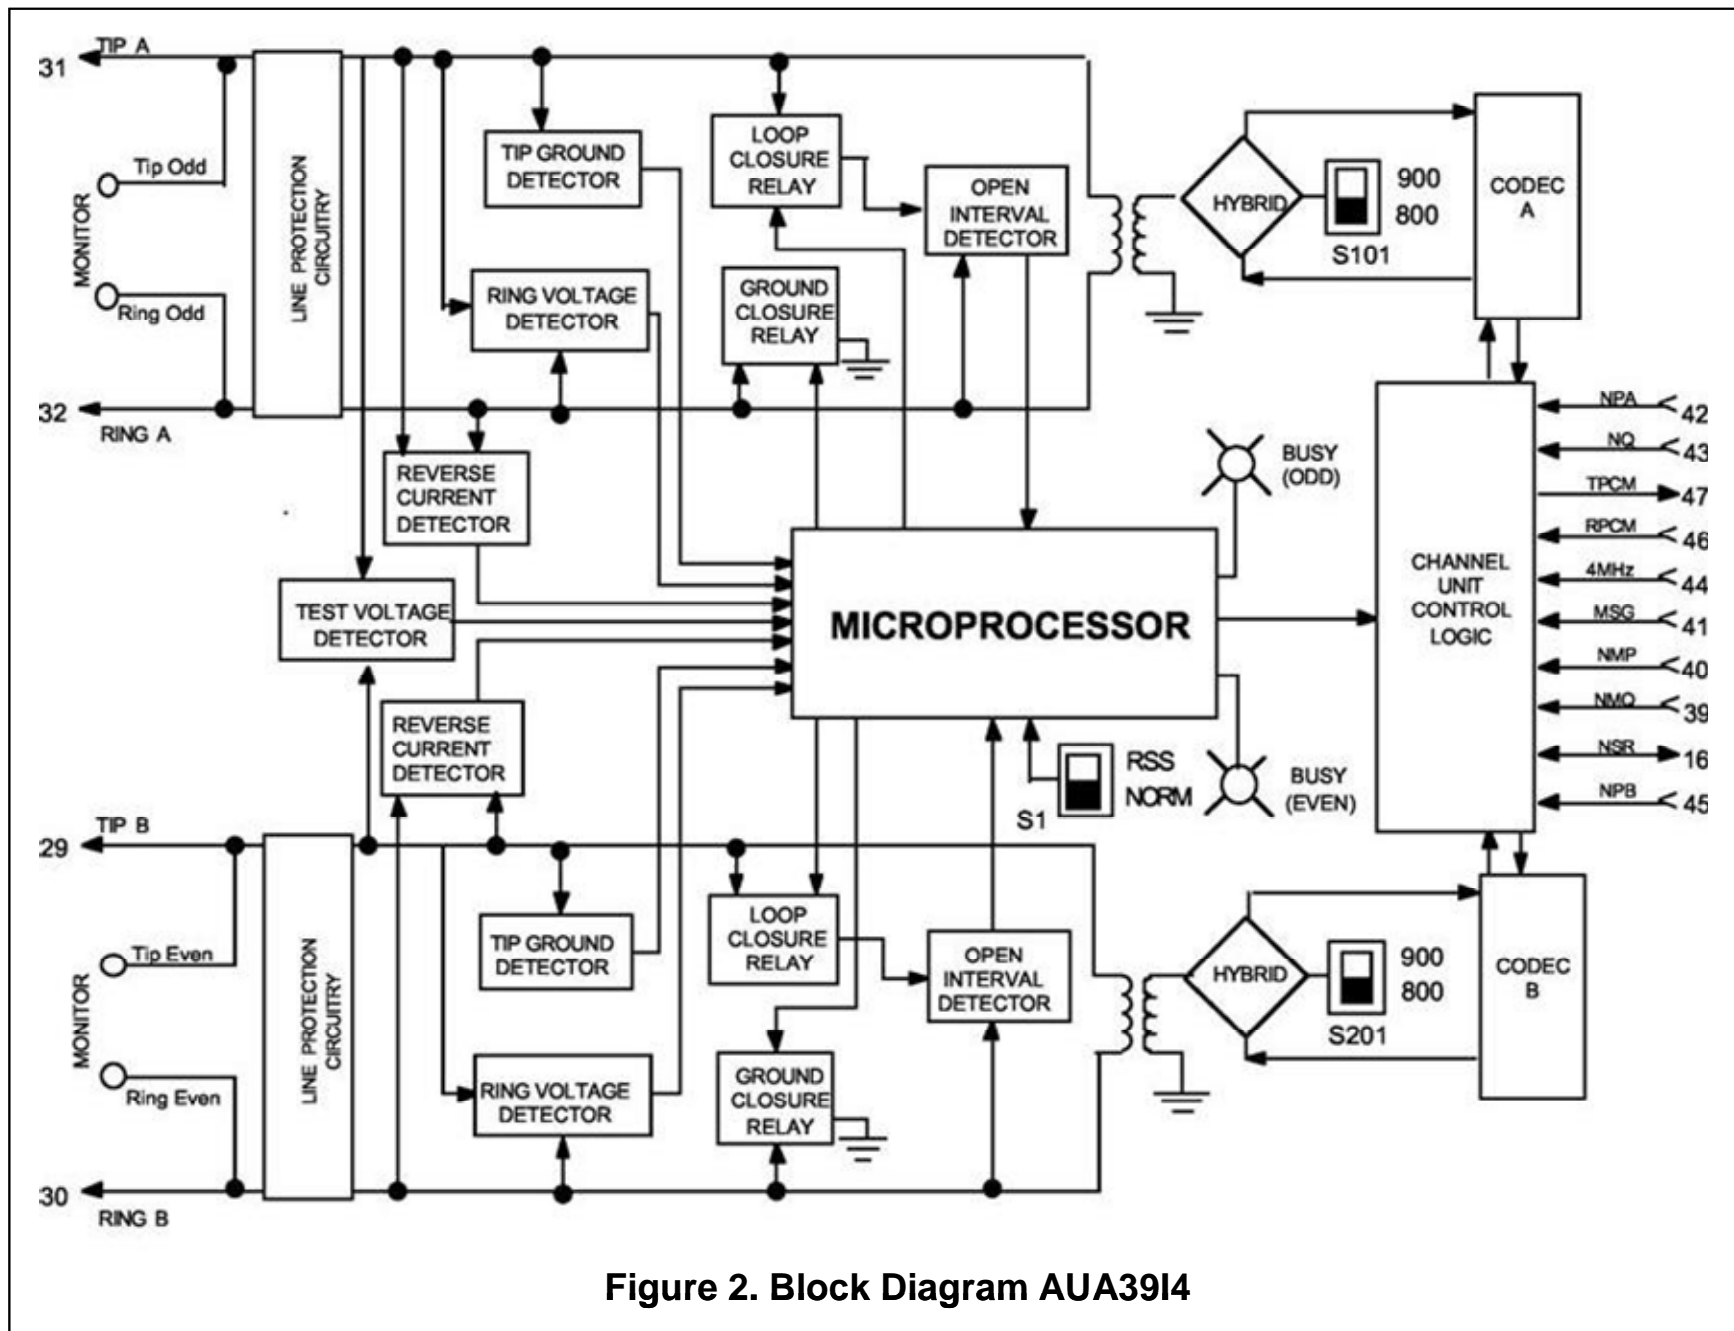 TIP A
31
Tip Odd
MONITOR
Ring Odd
32
RING A
LINE PROTECTION
CIRCUITRY
TIP GROUND
DETECTOR
RING VOLTAGE
DETECTOR
LOOP
CLOSURE
RELAY
GROUND
CLOSURE
RELAY
OPEN
INTERVAL
DETECTOR
HYBRID
900
800
S101
CODEC
A
REVERSE
CURRENT
DETECTOR
TEST VOLTAGE
DETECTOR
REVERSE
CURRENT
DETECTOR
MICROPROCESSOR
BUSY
(ODD)
BUSY
(EVEN)
RSS
NORM
S1
CHANNEL
UNIT
CONTROL
LOGIC
NPA 42
NQ 43
TPCM 47
RPCM 46
4MHz 44
MSG 41
NMP 40
NMQ 39
NSR 16
NPB 45
TIP B
29
Tip Even
MONITOR
Ring Even
30
RING B
LINE PROTECTION
CIRCUITRY
TIP GROUND
DETECTOR
RING VOLTAGE
DETECTOR
LOOP
CLOSURE
RELAY
GROUND
CLOSURE
RELAY
OPEN
INTERVAL
DETECTOR
HYBRID
900
800
S201
CODEC
B
Figure 2. Block Diagram AUA39I4